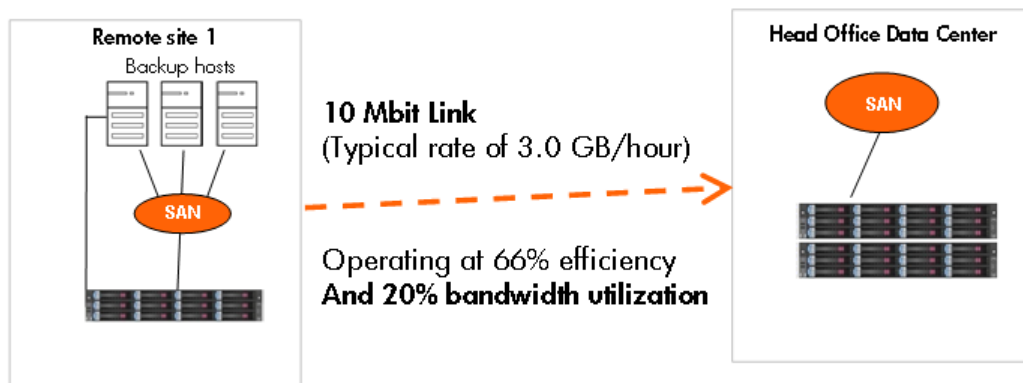 Remote site 1
Backup hosts
SAN
10 Mbit Link
(Typical rate of 3.0 GB/hour)
Operating at 66% efficiency
And 20% bandwidth utilization
Head Office Data Center
SAN